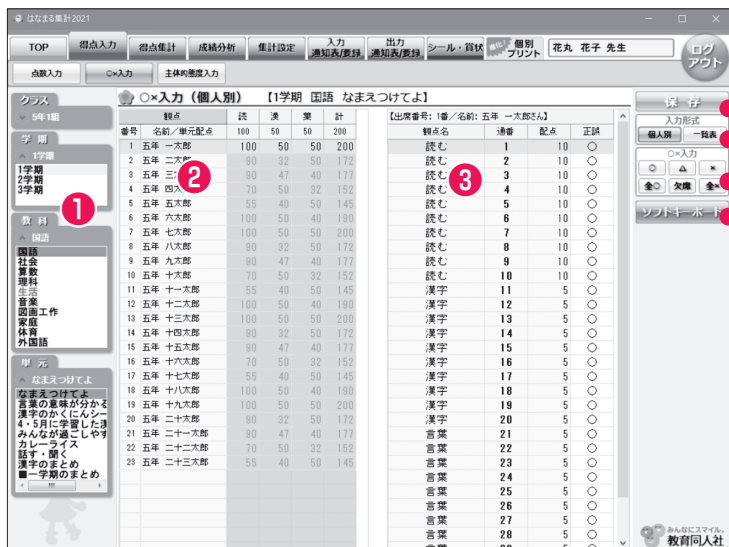 はなまる集計2021
TOP 得点入力 得点集計 成績分析 集計設定 入力 通知表/要録 出力 通知表/要録 シール・賞状 進化! 個別プリント 花丸 花子 先生 ログアウト
点数入力 ○×入力 主体的態度入力
クラス
5年1組
学 期
1学期
1学期
2学期
3学期
教 科
国語
国語
社会
算数
理科
生活
音楽
図画工作
家庭
体育
外国語
単 元
なまえつけてよ
なまえつけてよ
言葉の意味が分かる
漢字のかくにんシー
4・5月に学習した漢
みんなが過ごしやす
カレーライス
話す・聞く
漢字のまとめ
■一学期のまとめ
1
○×入力（個人別） 【1学期 国語 なまえつけてよ】
観点 読 漢 葉 計
番号 名前／単元配点 100 50 50 200
1 五年 一太郎 100 50 50 200
2 五年 二太郎 90 32 50 172
3 五年 三 90 47 40 177
4 五年 四 70 50 32 152
5 五年 五太郎 55 40 50 145
6 五年 六太郎 100 50 40 190
7 五年 七太郎 100 50 50 200
8 五年 八太郎 90 32 50 172
9 五年 九太郎 90 47 40 177
10 五年 十太郎 70 50 32 152
11 五年 十一太郎 55 40 50 145
12 五年 十二太郎 100 50 40 190
13 五年 十三太郎 100 50 50 200
14 五年 十四太郎 90 32 50 172
15 五年 十五太郎 90 47 40 177
16 五年 十六太郎 70 50 32 152
17 五年 十七太郎 55 40 50 145
18 五年 十八太郎 100 50 40 190
19 五年 十九太郎 100 50 50 200
20 五年 二十太郎 90 32 50 172
21 五年 二十一太郎 90 47 40 177
22 五年 二十二太郎 70 50 32 152
23 五年 二十三太郎 55 40 50 145
2
【出席番号：1番／名前：五年 一太郎さん】
観点名 通番 配点 正誤
読む 1 10 ○
読む 2 10 ○
読む 3 10 ○
読む 4 10 ○
読む 5 10 ○
読む 6 10 ○
読む 7 10 ○
読む 8 10 ○
読む 9 10 ○
読む 10 10 ○
漢字 11 5 ○
漢字 12 5 ○
漢字 13 5 ○
漢字 14 5 ○
漢字 15 5 ○
漢字 16 5 ○
漢字 17 5 ○
漢字 18 5 ○
漢字 19 5 ○
漢字 20 5 ○
言葉 21 5 ○
言葉 22 5 ○
言葉 23 5 ○
言葉 24 5 ○
言葉 25 5 ○
言葉 26 5 ○
言葉 27 5 ○
言葉 28 5 ○
3
保 存
入力形式
個人別 一覧表
○×入力
○ △ ×
全○ 欠席 全×
ソフトキーボード
みんなにスマイル。
教育同人社